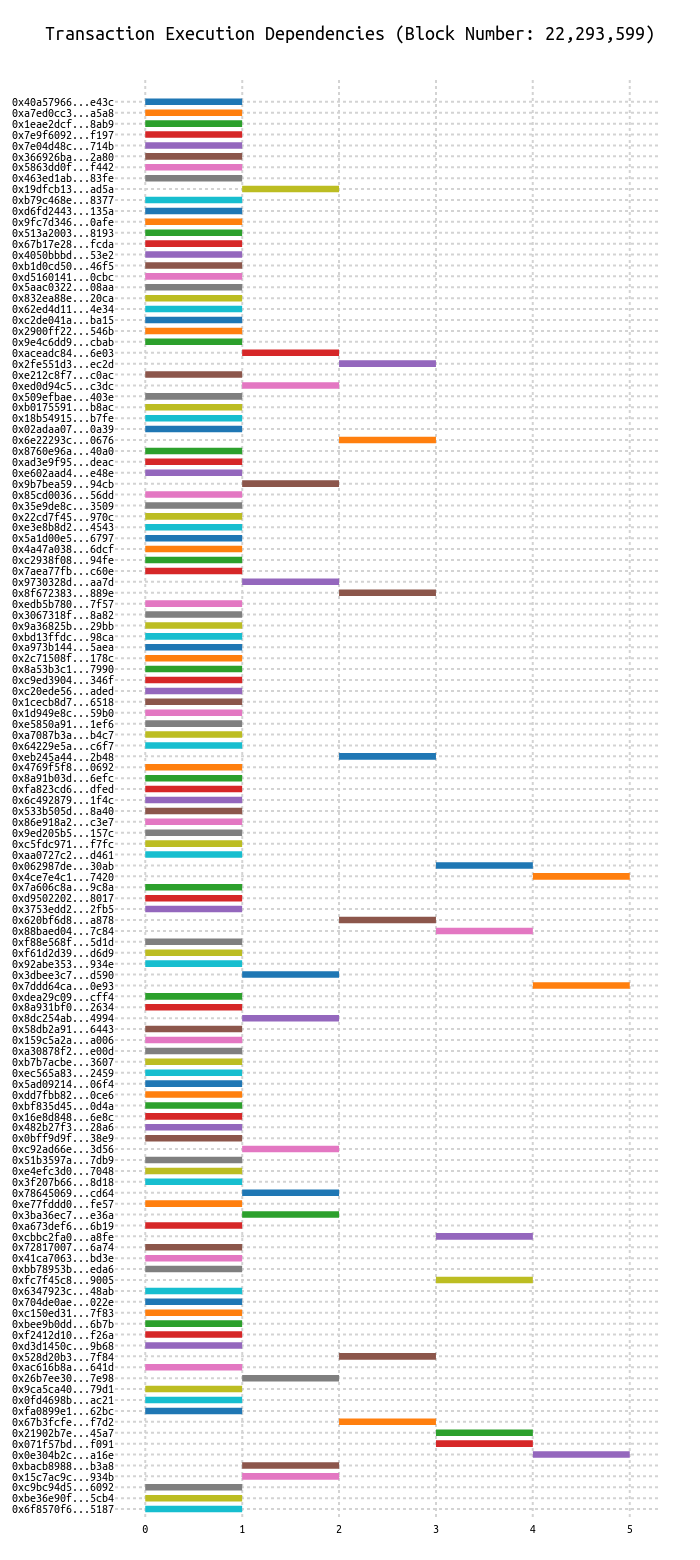 Transaction Execution Dependencies (Block Number: 22,293,599)
0x40a57966...e43c
0xa7ed0cc3...a5a8
0x1eae2dcf...8ab9
0x7e9f6092...f197
0x7e04d48c...714b
0x366926ba...2a80
0x5863dd0f...f442
0x463ed1ab...83fe
0x19dfcb13...ad5a
0xb79c468e...8377
0xd6fd2443...135a
0x9fc7d346...0afe
0x513a2003...8193
0x67b17e28...fcda
0x4050bbbd...53e2
0xb1d0cd50...46f5
0xd5160141...0cbc
0x5aac0322...08aa
0x832ea88e...20ca
0x62ed4d11...4e34
0xc2de041a...ba15
0x2900ff22...546b
0x9e4c6dd9...cbab
0xaceadc84...6e03
0x2fe551d3...ec2d
0xe212c8f7...c0ac
0xed0d94c5...c3dc
0x509efbae...403e
0xb0175591...b8ac
0x18b54915...b7fe
0x02adaa07...0a39
0x6e22293c...0676
0x8760e96a...40a0
0xad3e9f95...deac
0xe602aad4...e48e
0x9b7bea59...94cb
0x85cd0036...56dd
0x35e9de8c...3509
0x22cd7f45...970c
0xe3e8b8d2...4543
0x5a1d00e5...6797
0x4a47a038...6dcf
0xc2938f08...94fe
0x7aea77fb...c60e
0x9730328d...aa7d
0x8f672383...889e
0xedb5b780...7f57
0x3067318f...8a82
0x9a36825b...29bb
0xbd13ffdc...98ca
0xa973b144...5aea
0x2c71508f...178c
0x8a53b3c1...7990
0xc9ed3904...346f
0xc20ede56...aded
0x1cecb8d7...6518
0x1d949e8c...59b0
0xe5850a91...1ef6
0xa7087b3a...b4c7
0x64229e5a...c6f7
0xeb245a44...2b48
0x4769f5f8...0692
0x8a91b03d...6efc
0xfa823cd6...dfed
0x6c492879...1f4c
0x533b505d...8a40
0x86e918a2...c3e7
0x9ed205b5...157c
0xc5fdc971...f7fc
0xaa0727c2...d461
0x062987de...30ab
0x4ce7e4c1...7420
0x7a606c8a...9c8a
0xd9502202...8017
0x3753edd2...2fb5
0x620bf6d8...a878
0x88baed04...7c84
0xf88e568f...5d1d
0xf61d2d39...d6d9
0x92abe353...934e
0x3dbee3c7...d590
0x7ddd64ca...0e93
0xdea29c09...cff4
0x8a931bf0...2634
0x8dc254ab...4994
0x58db2a91...6443
0x159c5a2a...a006
0xa30878f2...e00d
0xb7b7acbe...3607
0xec565a83...2459
0x5ad09214...06f4
0xdd7fbb82...0ce6
0xbf835d45...0d4a
0x16e8d848...6e8c
0x482b27f3...28a6
0x0bff9d9f...38e9
0xc92ad66e...3d56
0x51b3597a...7db9
0xe4efc3d0...7048
0x3f207b66...8d18
0x78645069...cd64
0xe77fddd0...fe57
0x3ba36ec7...e36a
0xa673def6...6b19
0xcbbc2fa0...a8fe
0x72817007...6a74
0x41ca7063...bd3e
0xbb78953b...eda6
0xfc7f45c8...9005
0x6347923c...48ab
0x704de0ae...022e
0xc150ed31...7f83
0xbee9b0dd...6b7b
0xf2412d10...f26a
0xd3d1450c...9b68
0x528d20b3...7f84
0xac616b8a...641d
0x26b7ee30...7e98
0x9ca5ca40...79d1
0x0fd4698b...ac21
0xfa0899e1...62bc
0x67b3fcfe...f7d2
0x21902b7e...45a7
0x071f57bd...f091
0x0e304b2c...a16e
0xbacb8988...b3a8
0x15c7ac9c...934b
0xc9bc94d5...6092
0xbe36e90f...5cb4
0x6f8570f6...5187
0 1 2 3 4 5